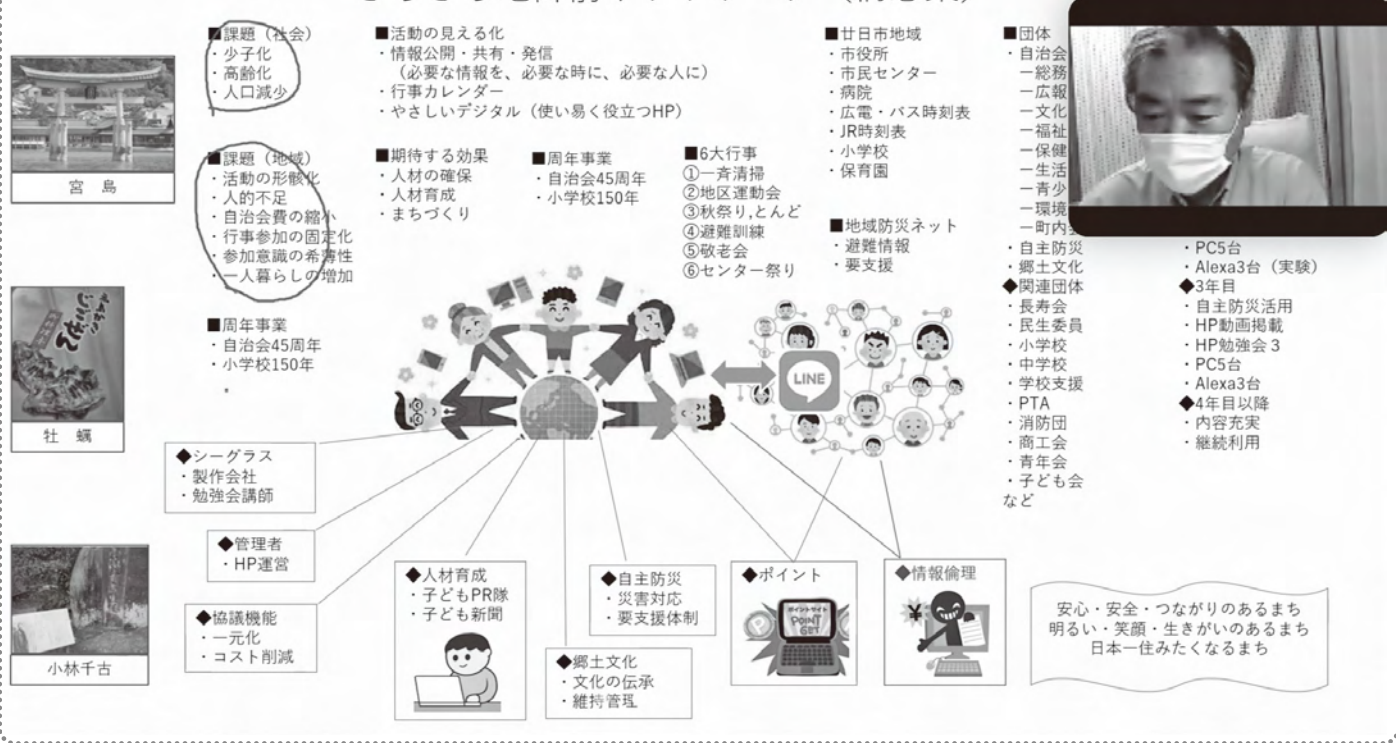 ■課題（社会）
・少子化
・高齢化
・人口減少
■課題（地域）
・活動の形骸化
・人的不足
・自治会費の縮小
・行事参加の固定化
・参加意識の希薄性
・一人暮らしの増加
■周年事業
・自治会45周年
・小学校150年
■活動の見える化
・情報公開・共有・発信
（必要な情報を、必要な時に、必要な人に）
・行事カレンダー
・やさしいデジタル（使い易く役立つHP）
■期待する効果
・人材の確保
・人材育成
・まちづくり
■周年事業
・自治会45周年
・小学校150年
■6大行事
①一斉清掃
②地区運動会
③秋祭り,とんど
④避難訓練
⑤敬老会
⑥センター祭り
■廿日市地域
・市役所
・市民センター
・病院
・広電・バス時刻表
・JR時刻表
・小学校
・保育園
■地域防災ネット
・避難情報
・要支援
■団体
・自治会
ー総務
ー広報
ー文化
ー福祉
ー保健
ー生活
ー青少
ー環境
ー町内会
・自主防災
・郷土文化
◆関連団体
・長寿会
・民生委員
・小学校
・中学校
・学校支援
・PTA
・消防団
・商工会
・青年会
・子ども会
など
・PC5台
・Alexa3台（実験）
◆3年目
・自主防災活用
・HP動画掲載
・HP勉強会３
・PC5台
・Alexa3台
◆4年目以降
・内容充実
・継続利用
宮　島
牡　蠣
小林千古
LINE
◆シーグラス
・製作会社
・勉強会講師
◆管理者
・HP運営
◆協議機能
・一元化
・コスト削減
◆人材育成
・子どもPR隊
・子ども新聞
◆郷土文化
・文化の伝承
・維持管理
◆自主防災
・災害対応
・要支援体制
◆ポイント
ポイントサイト
POINT
GET
◆情報倫理
¥
安心・安全・つながりのあるまち
明るい・笑顔・生きがいのあるまち
日本一住みたくなるまち